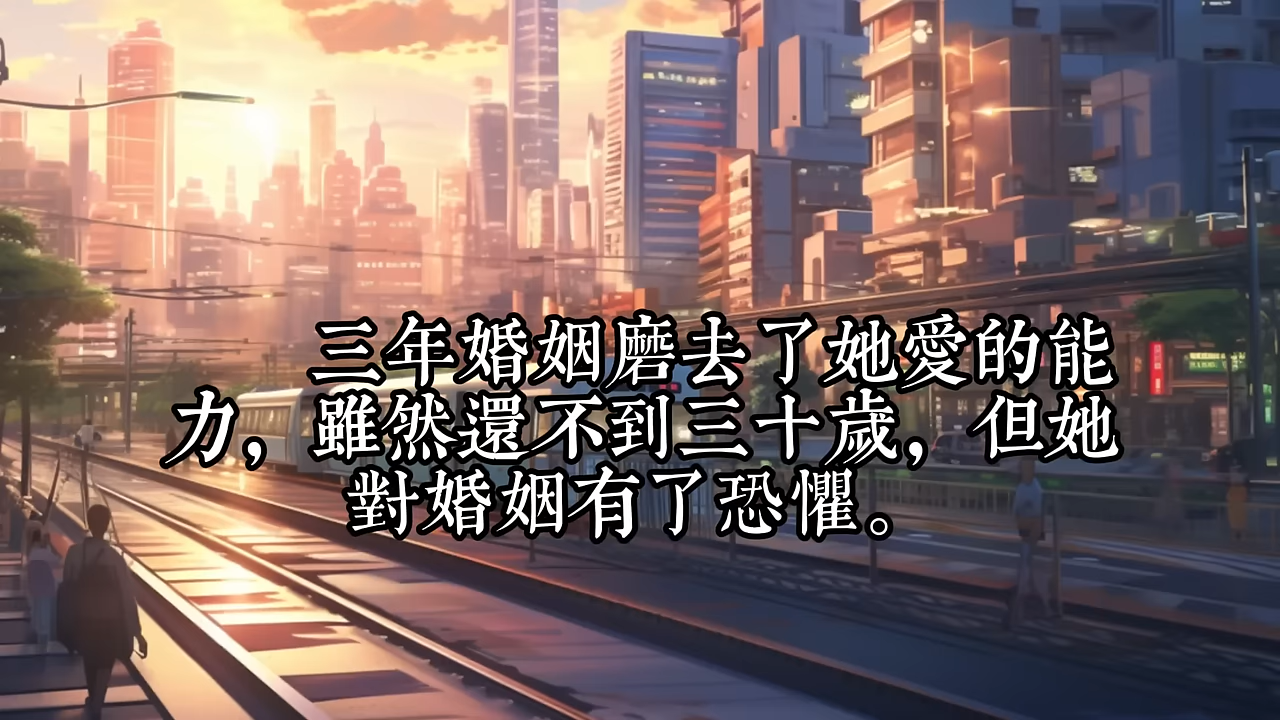 三年婚姻磨去了她愛的能
力，雖然還不到三十歲，但她
對婚姻有了恐懼。